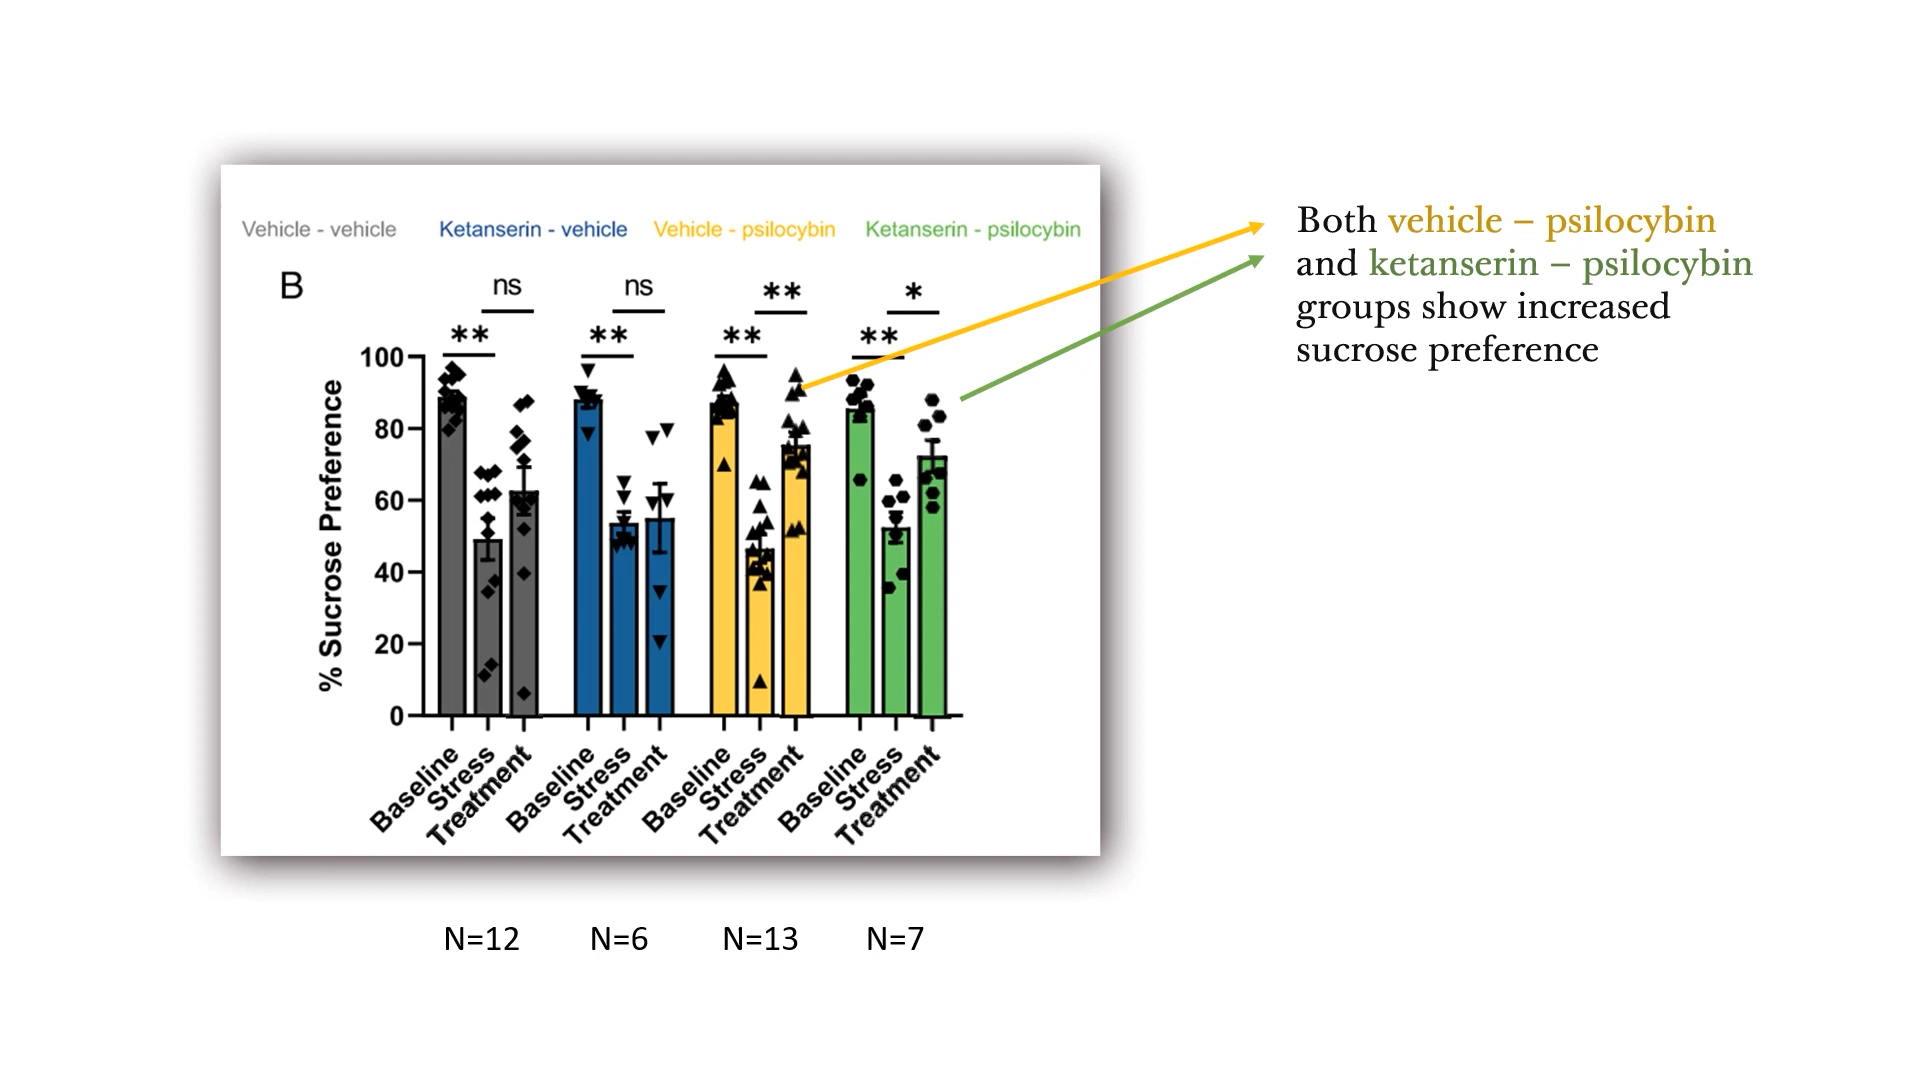 Vehicle - vehicle Ketanserin - vehicle Vehicle - psilocybin Ketanserin - psilocybin
B
ns ns ** *
** ** ** **
% Sucrose Preference
100
80
60
40
20
0
Baseline Stress Treatment Baseline Stress Treatment Baseline Stress Treatment Baseline Stress Treatment
N=12 N=6 N=13 N=7
Both vehicle – psilocybin
and ketanserin – psilocybin
groups show increased
sucrose preference